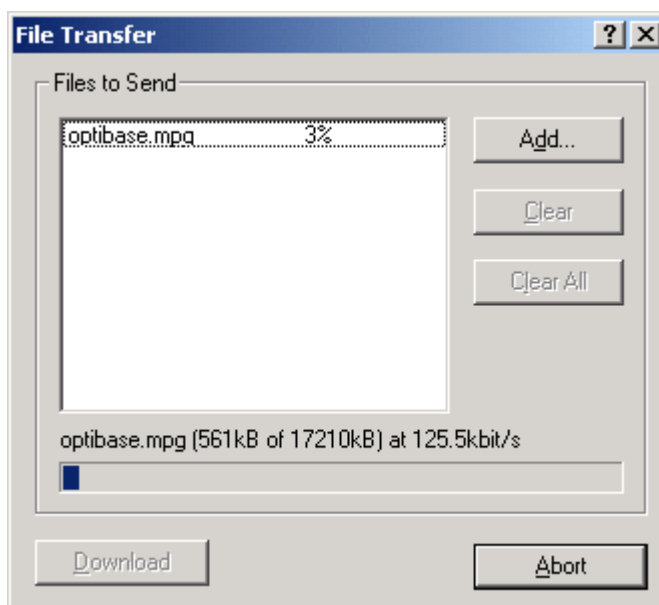 File Transfer
Files to Send
optibase.mpg 3%
Add...
Clear
Clear All
optibase.mpg (561kB of 17210kB) at 125.5kbit/s
Download
Abort